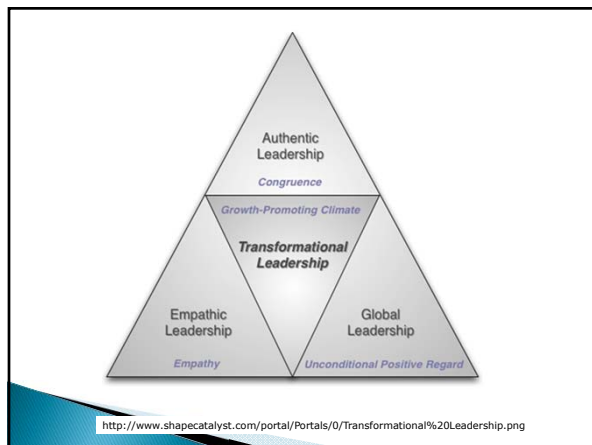 Authentic
Leadership
Congruence
Growth-Promoting Climate
Transformational
Leadership
Empathic
Leadership
Empathy
Global
Leadership
Unconditional Positive Regard
http://www.shapecatalyst.com/portal/Portals/0/Transformational%20Leadership.png